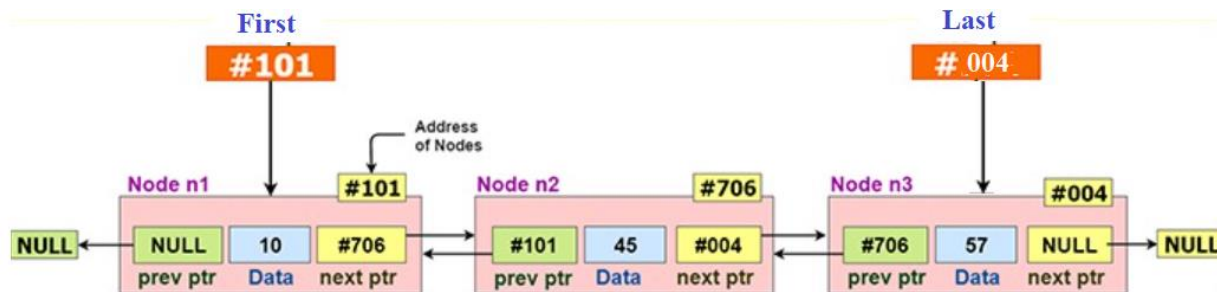 First
Last
#101
# 004
Address
of Nodes
Node n1
#101
Node n2
#706
Node n3
#004
NULL
NULL
10
#706
#101
45
#004
#706
57
NULL
NULL
prev ptr
Data
next ptr
prev ptr
Data
next ptr
prev ptr
Data
next ptr